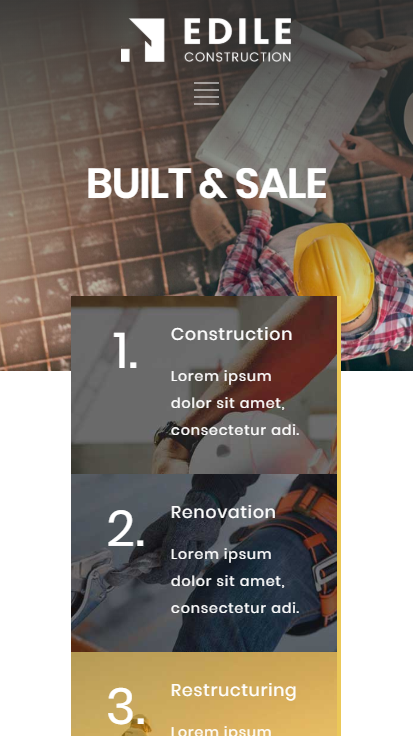 EDILE
CONSTRUCTION
BUILT & SALE
1.
Construction
Lorem ipsum
dolor sit amet,
consectetur adi.
2.
Renovation
Lorem ipsum
dolor sit amet,
consectetur adi.
3.
Restructuring
Lorem ipsum